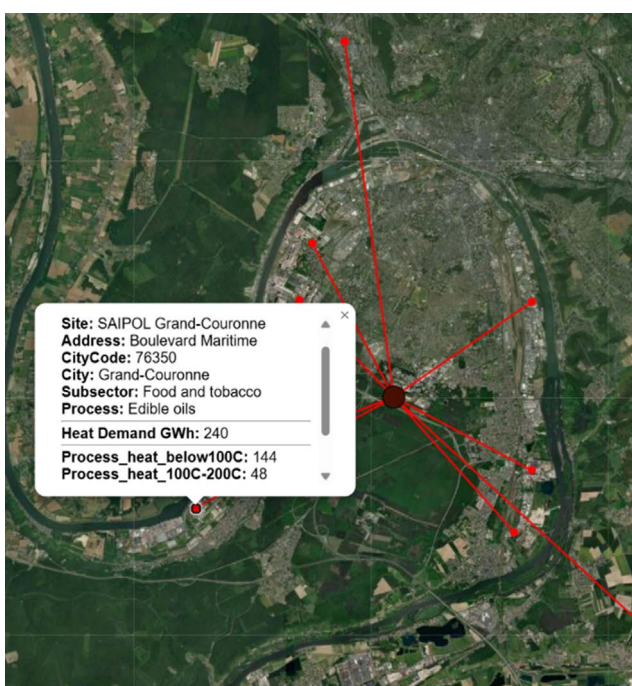 Site: SAIPOL Grand-Couronne
Address: Boulevard Maritime
CityCode: 76350
City: Grand-Couronne
Subsector: Food and tobacco
Process: Edible oils
Heat Demand GWh: 240
Process_heat_below100C: 144
Process_heat_100C-200C: 48